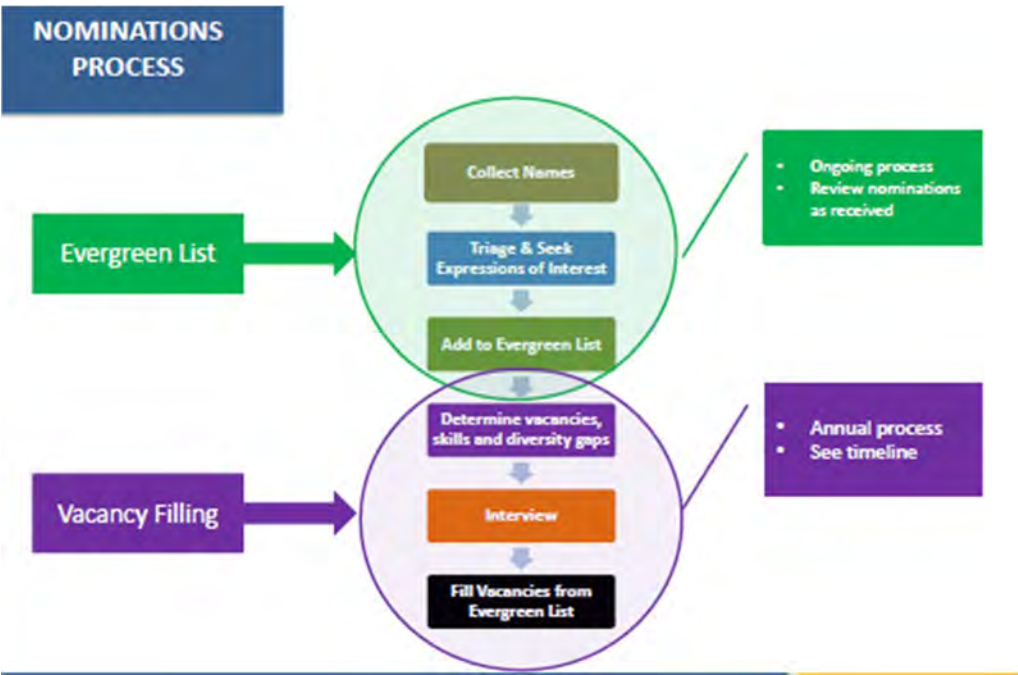 NOMINATIONS
PROCESS
Collect Names
• Ongoing process
• Review nominations
as received
Evergreen List
Triage & Seek
Expressions of Interest
Add to Evergreen List
Determine vacancies,
skills and diversity gaps
• Annual process
• See timeline
Vacancy Filling
Interview
Fill Vacancies from
Evergreen List